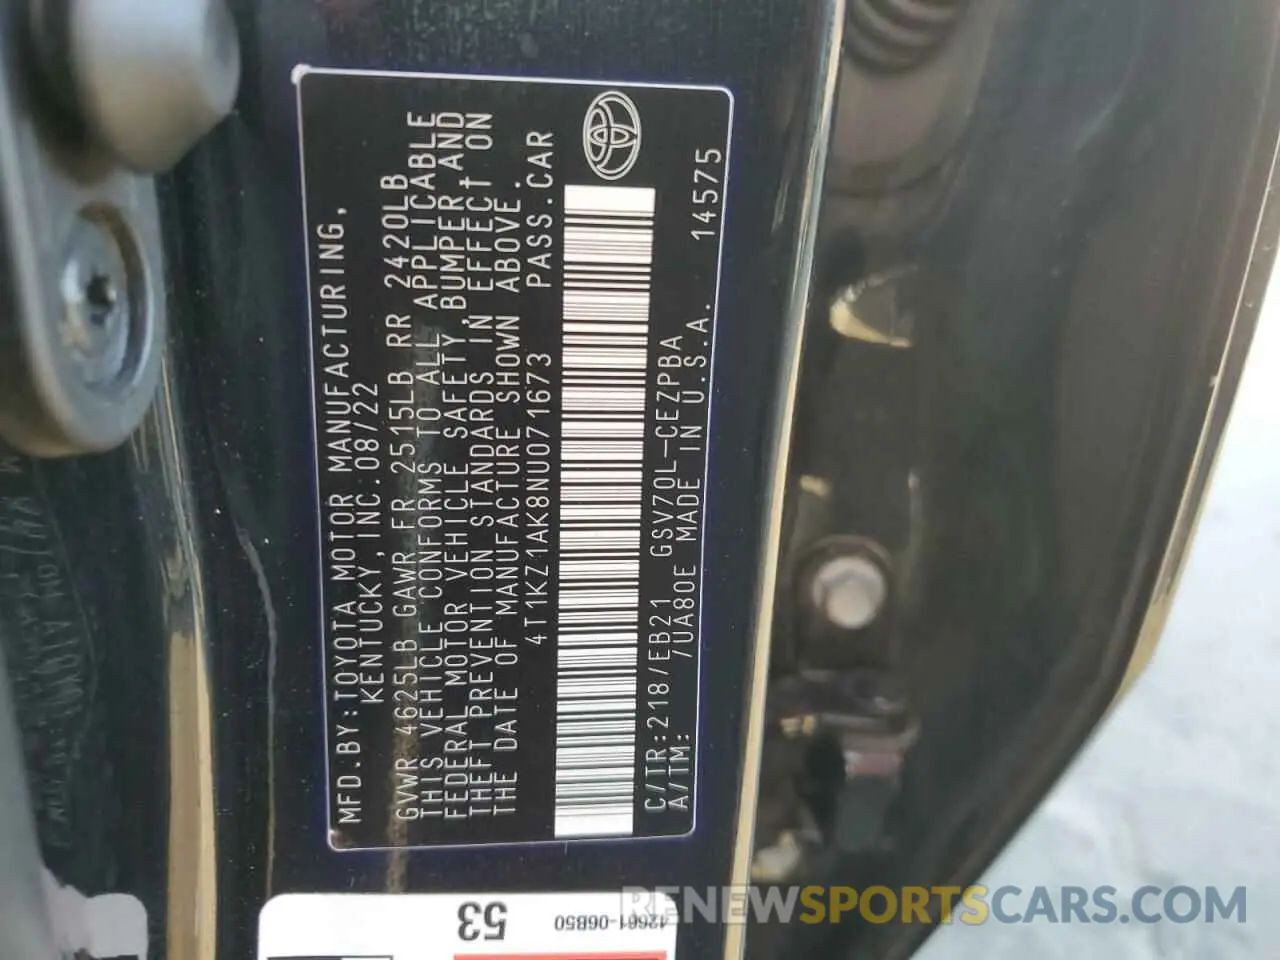 MFD.BY:TOYOTA MOTOR MANUFACTURING,
KENTUCKY,INC.08/22
GVWR 4625LB GAWR FR 2515LB RR 2420LB
THIS VEHICLE CONFORMS TO ALL APPLICABLE
FEDERAL MOTOR VEHICLE SAFETY,BUMPER AND
THEFT PREVENTION STANDARDS IN EFFECT ON
THE DATE OF MANUFACTURE SHOWN ABOVE.
4T1KZ1AK8NU071673 PASS.CAR
C/TR:218/EB21 GSV70L-CEZPBA
A/TM: /UA80E MADE IN U.S.A. 14575
53
42661-06B50
RENEWSPORTSCARS.COM